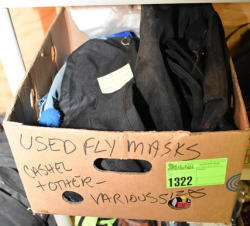 USED FLY MASKS
CASHEL
+ OTHER -
VARIOUS SIZES
1322